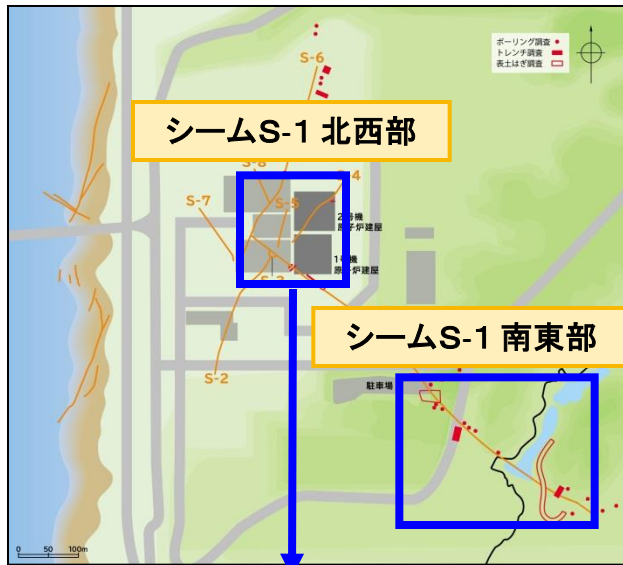 ボーリング調査
トレンチ調査
表土はぎ調査
S-6
シームS-1 北西部
S-8
S-4
S-7
S-5
2号機
原子炉建屋
1号機
原子炉建屋
シームS-1 南東部
S-2
駐車場
0 50 100m